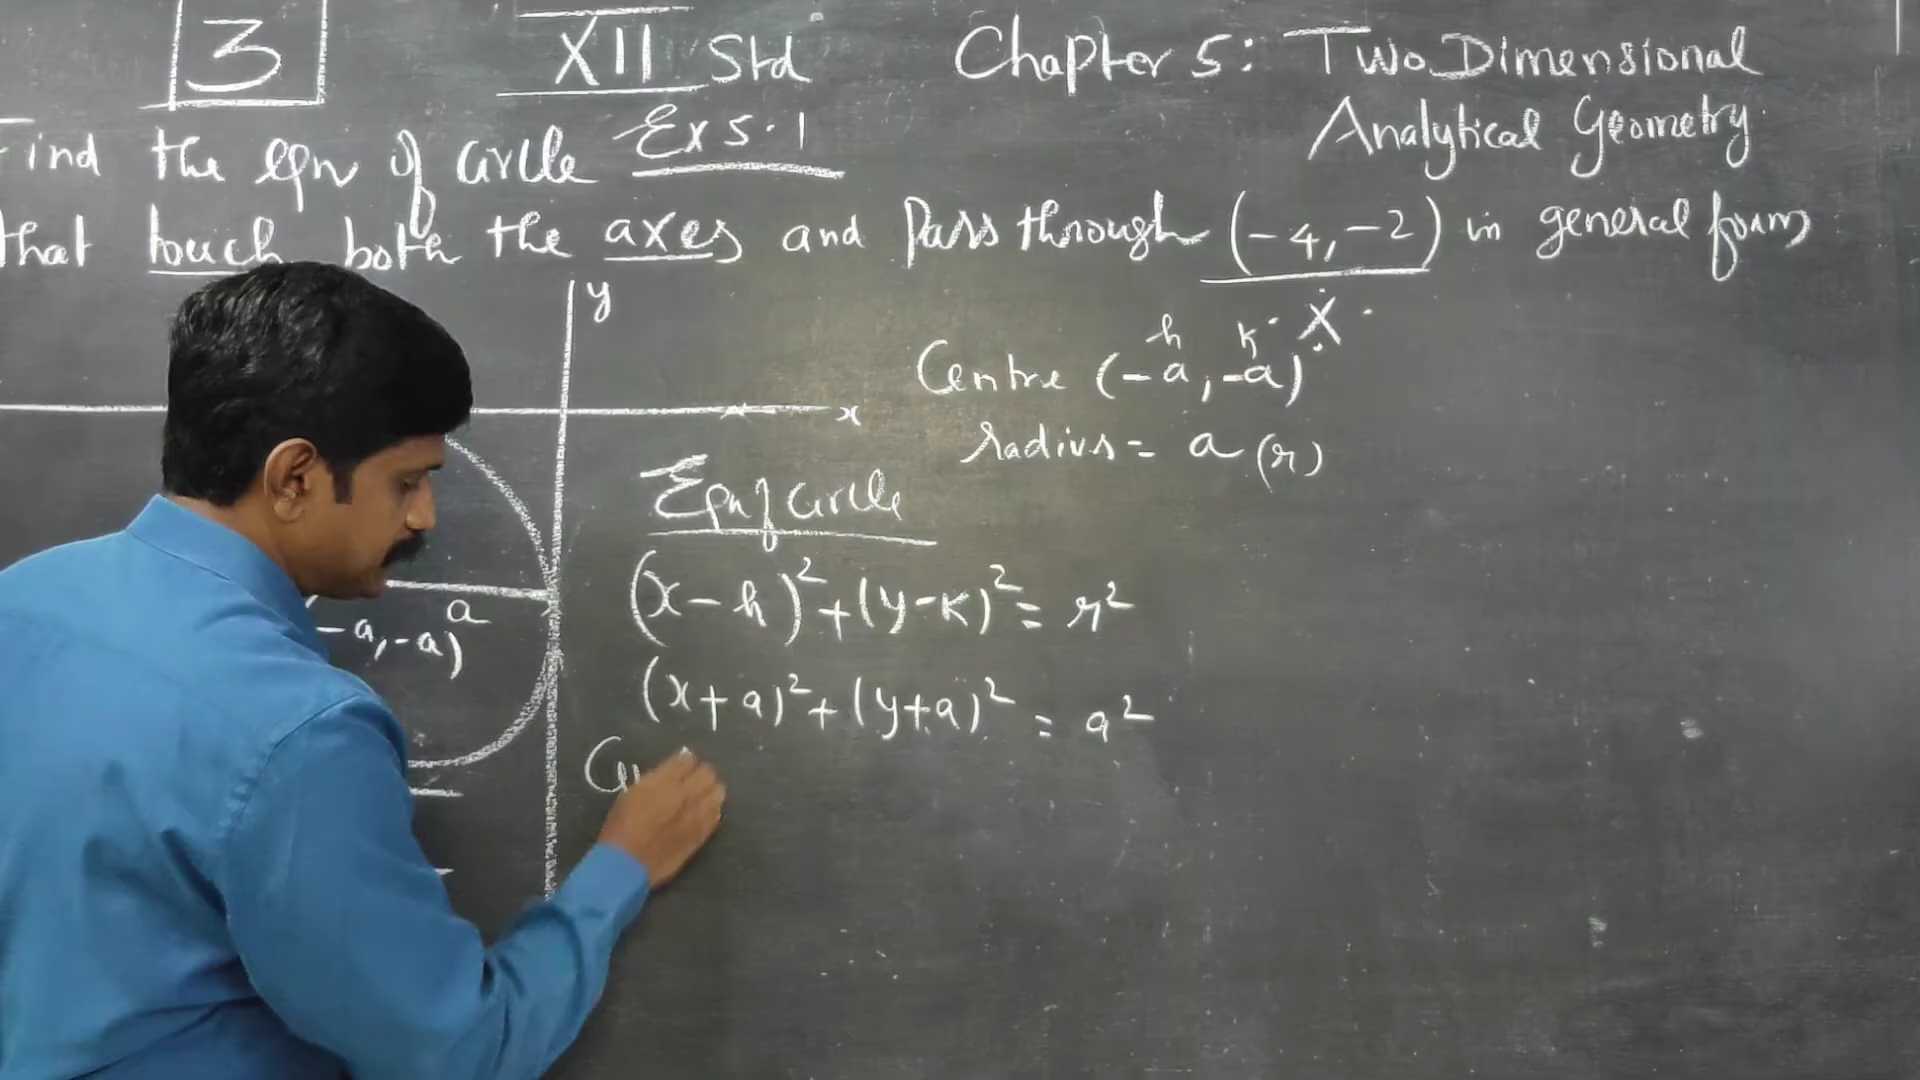 3
XII Std
Chapter 5: Two Dimensional
Analytical Geometry
Ex 5.1
Find the eqn of circle
that touch both the axes and Pass through (-4,-2) in general form
y
x
h k
Centre (-a, -a)
radius = a (r)
Eqn of circle
(x-h)²+(y-k)²= r²
a
-a,-a)
(x+a)²+(y+a)² = a²